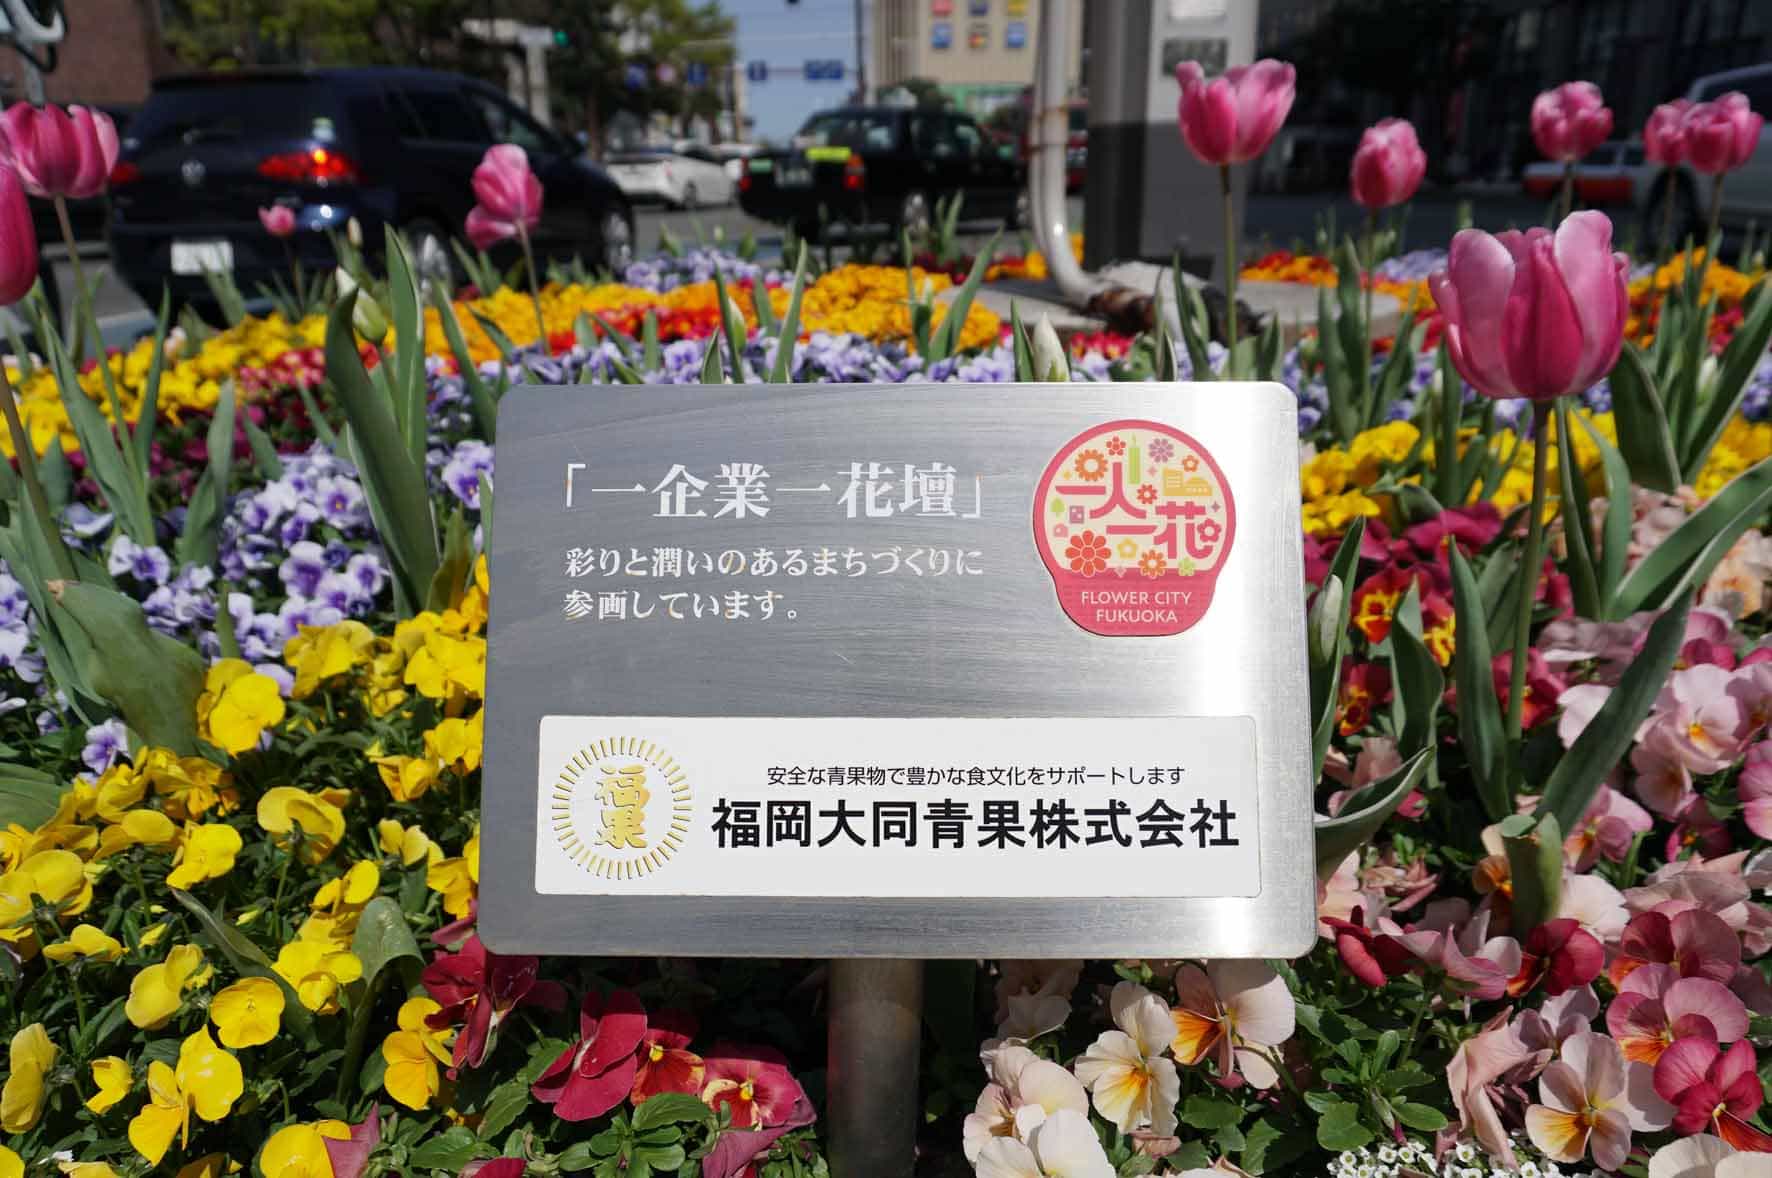 「一企業一花壇」
彩りと潤いのあるまちづくりに
参画しています。
一人
一花
FLOWER CITY
FUKUOKA
福果
安全な青果物で豊かな食文化をサポートします
福岡大同青果株式会社